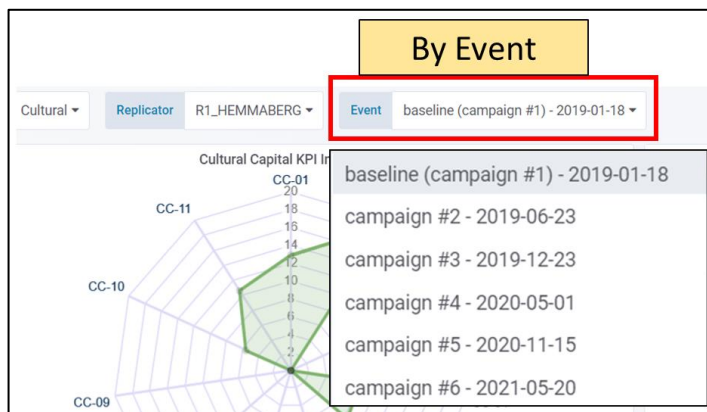 By Event
Cultural
Replicator
R1_HEMMABERG
Event
baseline (campaign #1) - 2019-01-18
Cultural Capital KPI In
CC-01
20
18
16
14
12
10
8
6
4
2
CC-11
CC-10
CC-09
baseline (campaign #1) - 2019-01-18
campaign #2 - 2019-06-23
campaign #3 - 2019-12-23
campaign #4 - 2020-05-01
campaign #5 - 2020-11-15
campaign #6 - 2021-05-20